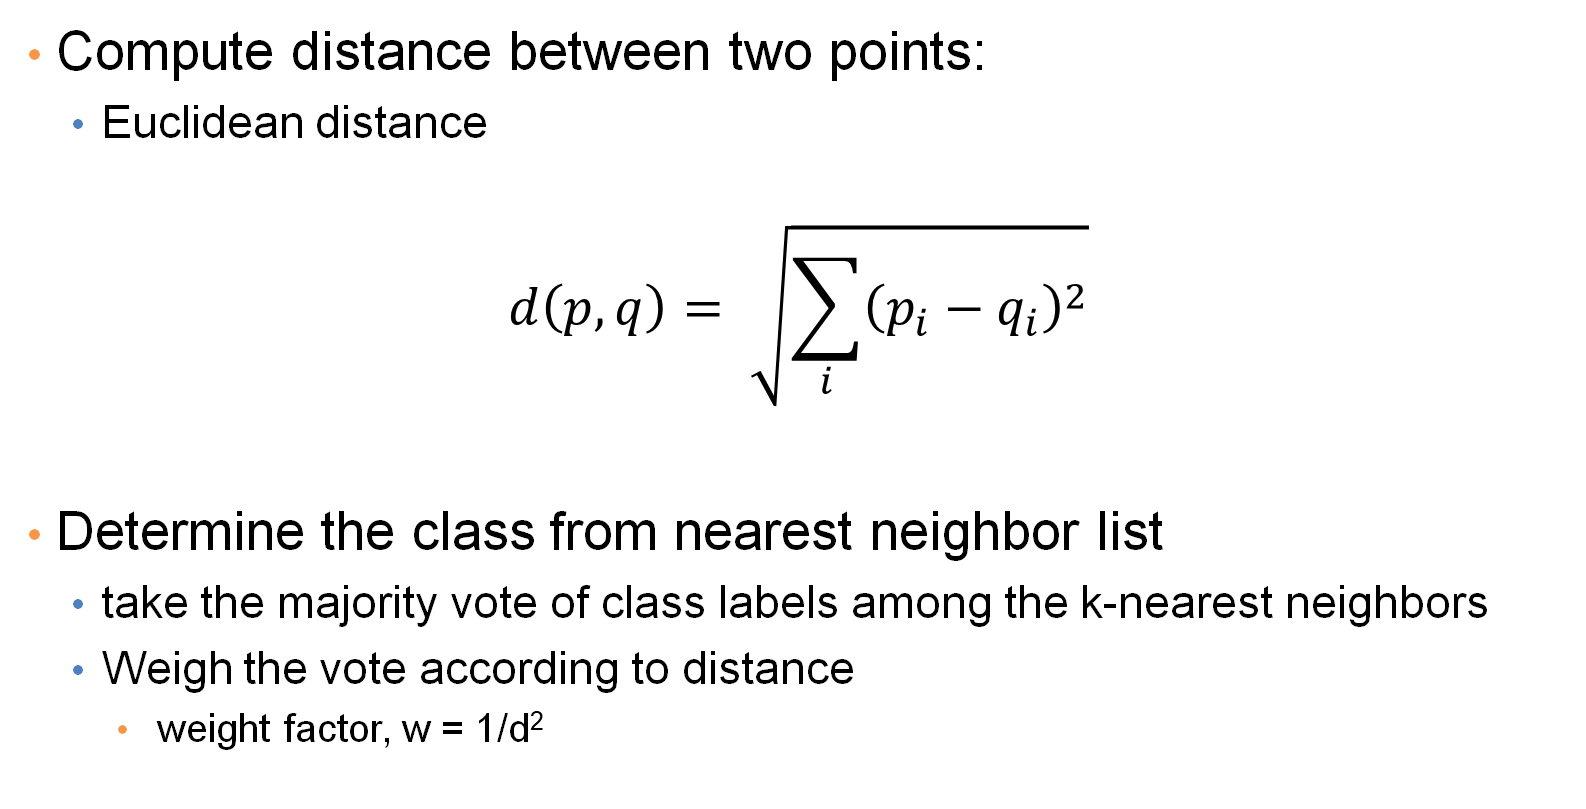 • Compute distance between two points:
• Euclidean distance
d(p, q) = √∑ᵢ(pᵢ − qᵢ)²
• Determine the class from nearest neighbor list
• take the majority vote of class labels among the k-nearest neighbors
• Weigh the vote according to distance
• weight factor, w = 1/d²